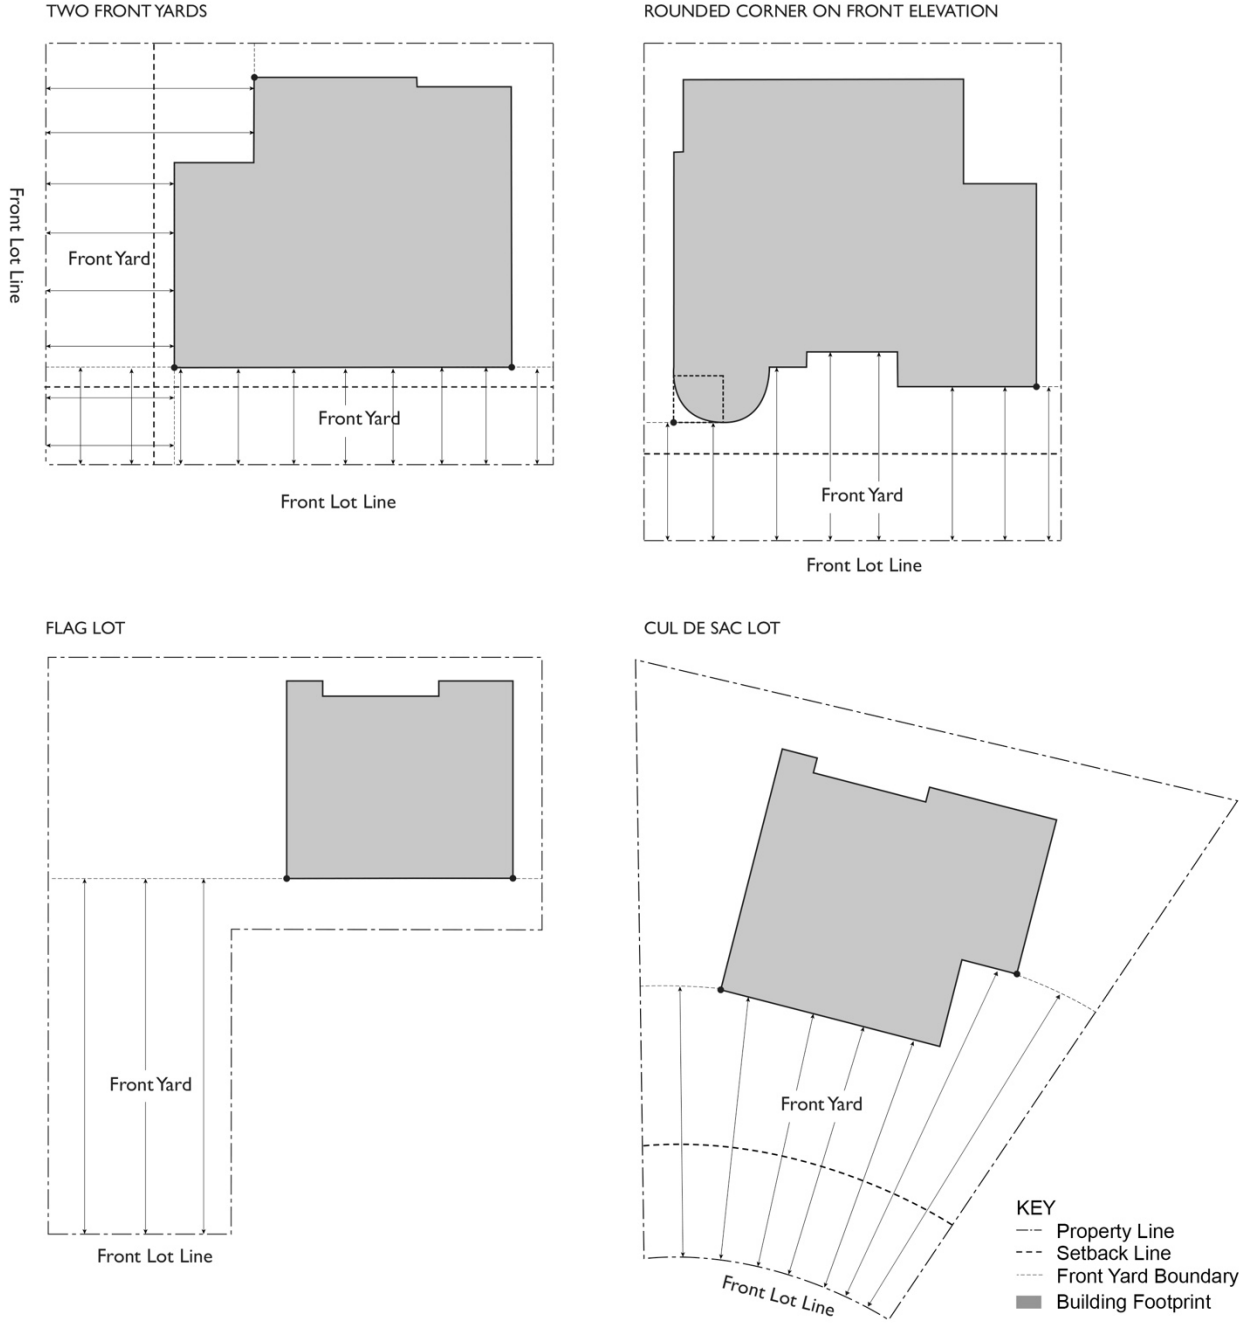 TWO FRONT YARDS
ROUNDED CORNER ON FRONT ELEVATION
Front Lot Line
Front Yard
Front Yard
Front Lot Line
Front Yard
Front Lot Line
FLAG LOT
CUL DE SAC LOT
Front Yard
Front Lot Line
Front Yard
Front Lot Line
KEY
Property Line
Setback Line
Front Yard Boundary
Building Footprint